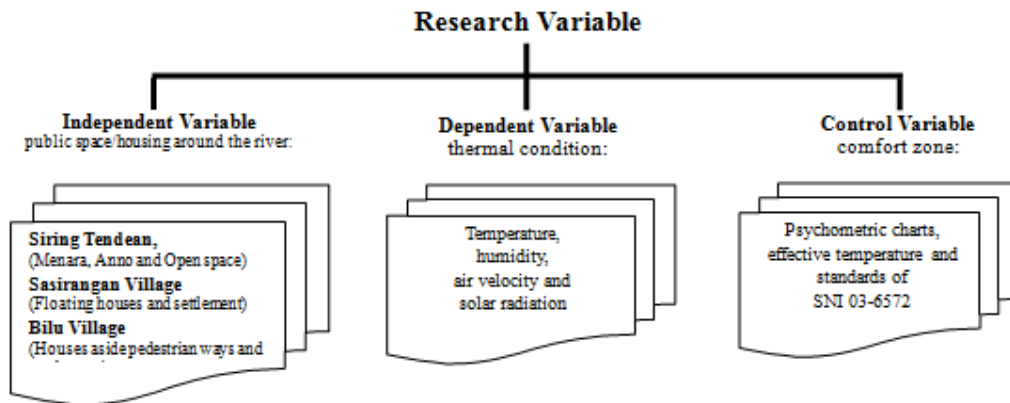 Research Variable
Independent Variable
public space/housing around the river:
Siring Tendean,
(Menara, Anno and Open space)
Sasirangan Village
(Floating houses and settlement)
Bilu Village
(Houses aside pedestrian ways and
Dependent Variable
thermal condition:
Temperature,
humidity,
air velocity and
solar radiation
Control Variable
comfort zone:
Psychometric charts,
effective temperature and
standards of
SNI 03-6572